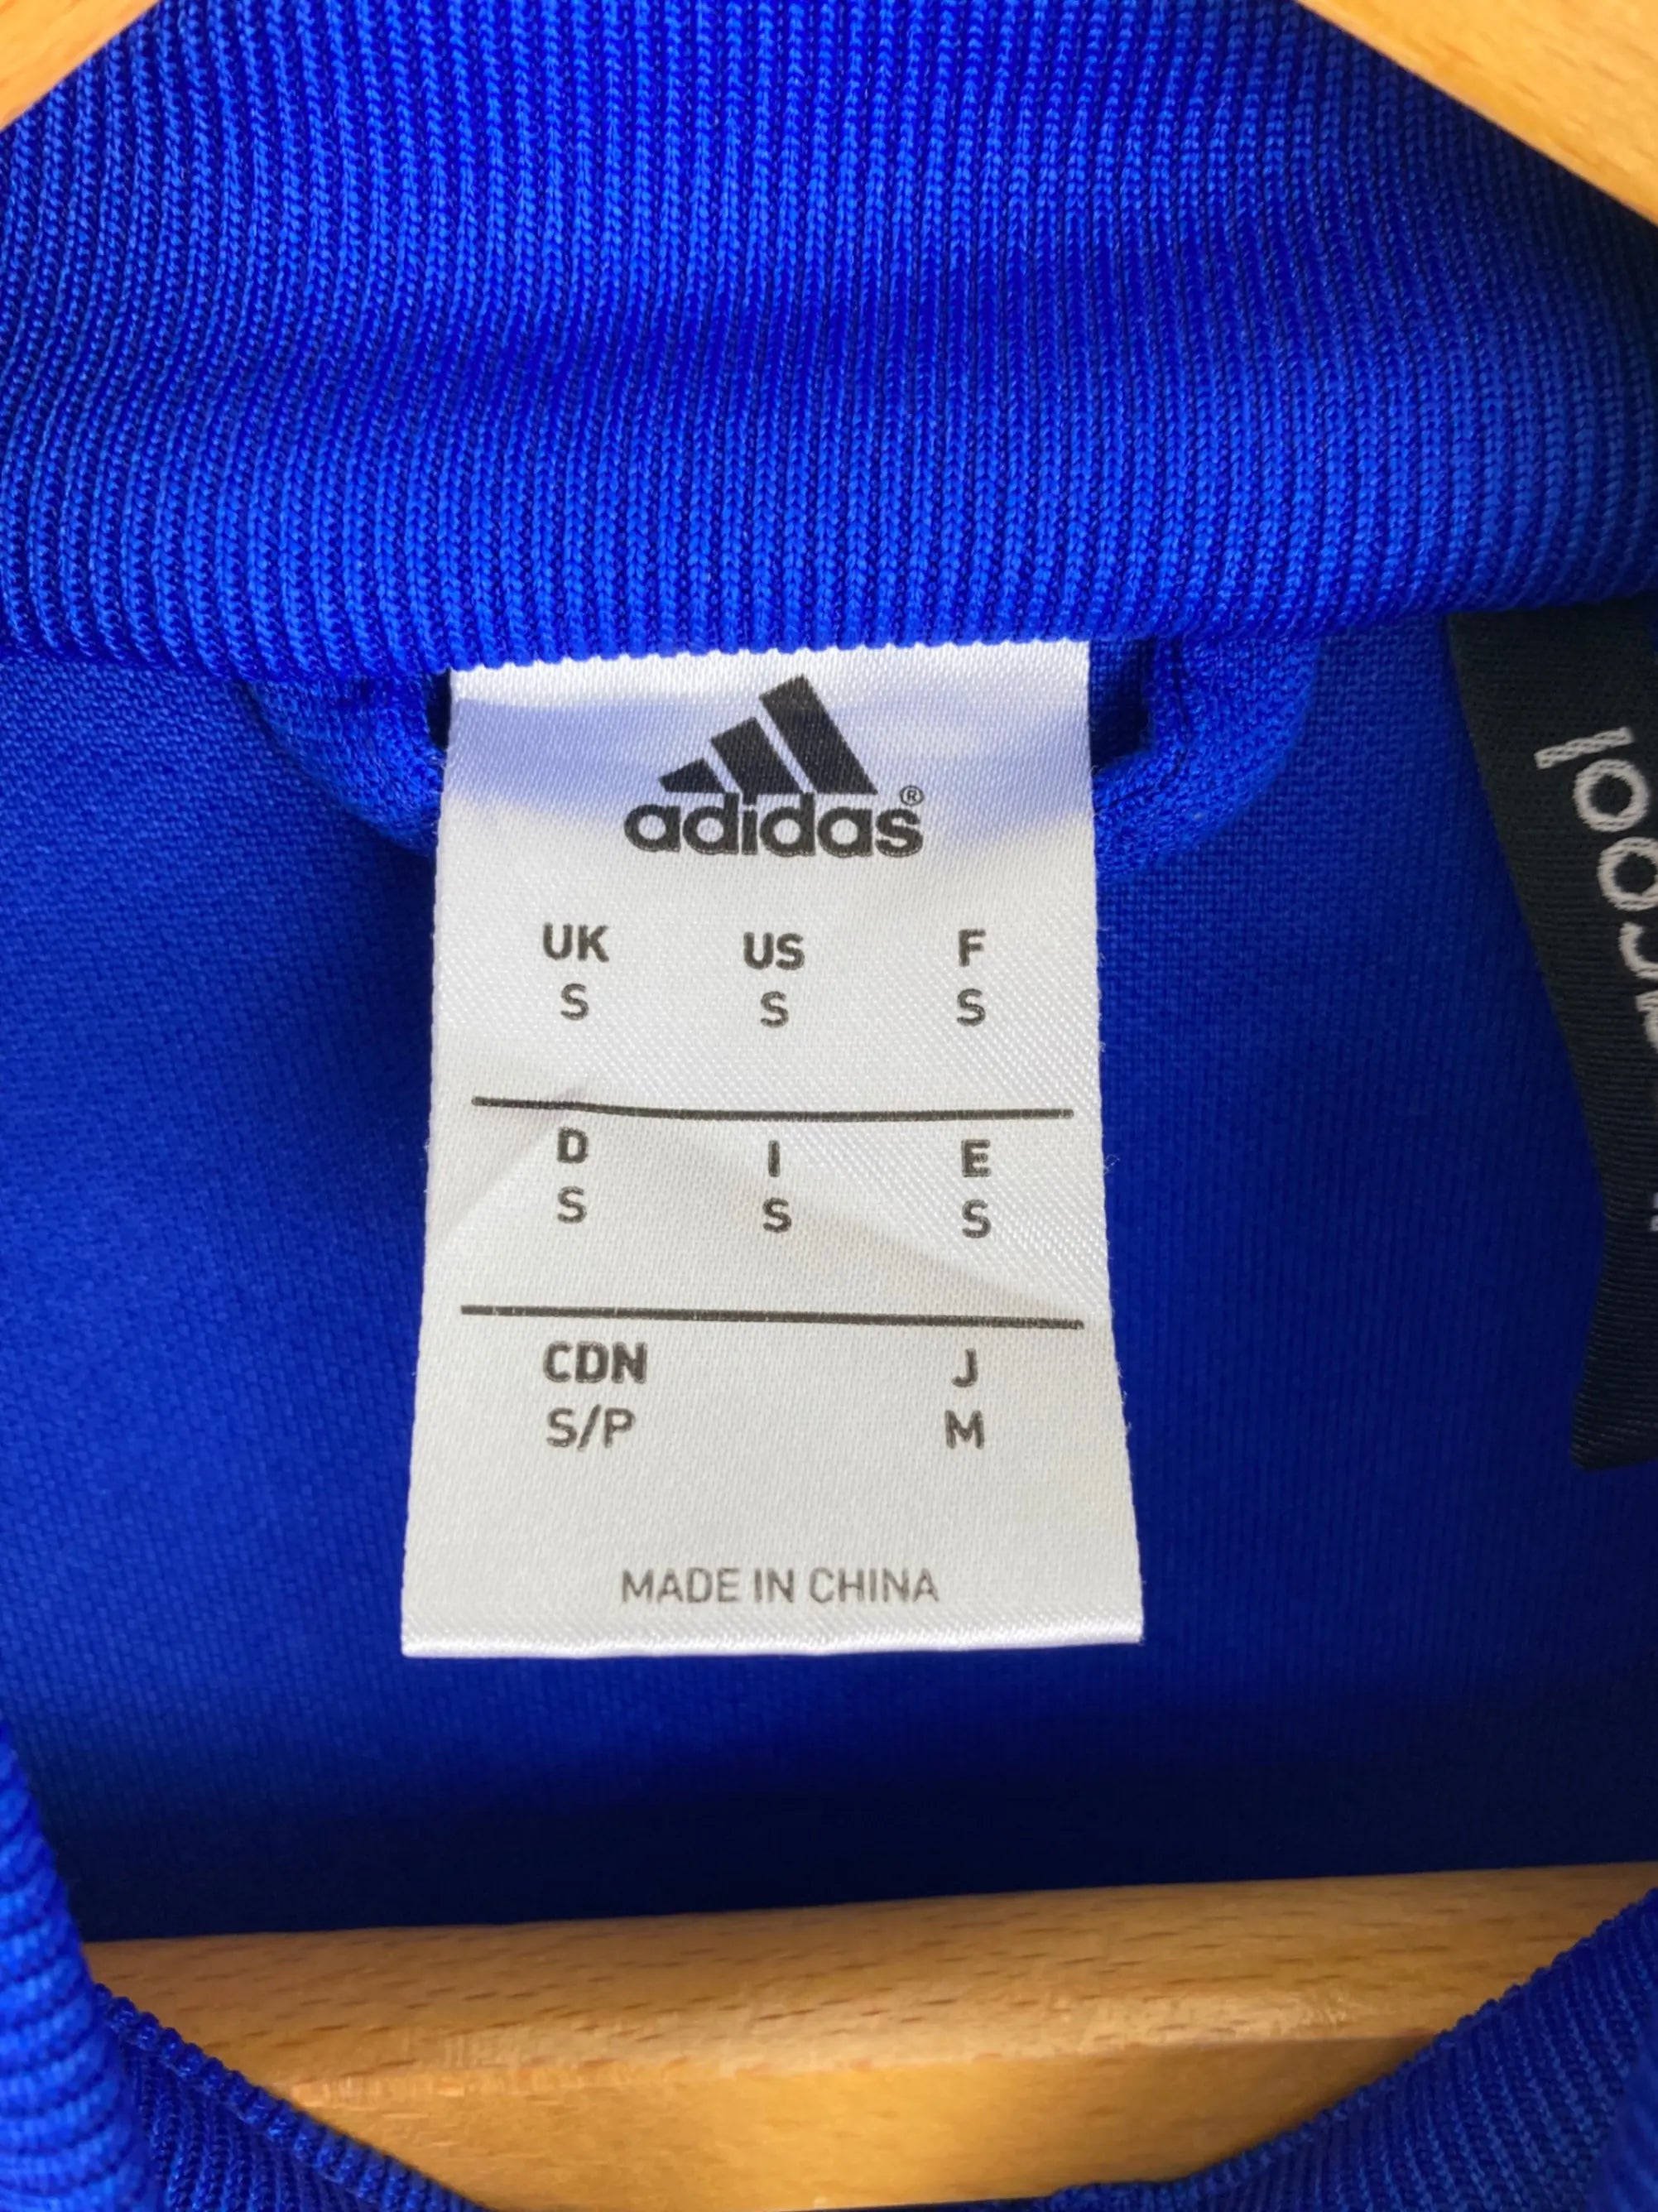 adidas®
UK US F
S S S
D I E
S S S
CDN J
S/P M
MADE IN CHINA